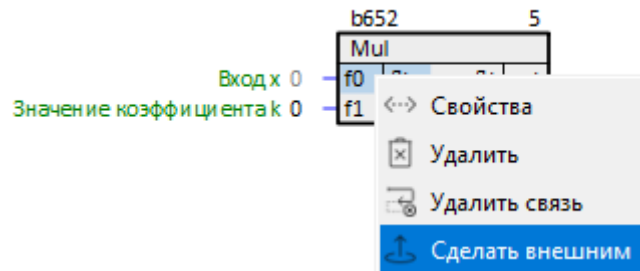 b652 5
Mul
Вход x 0 f0
Значение коэффициента k 0 f1
Свойства
Удалить
Удалить связь
Сделать внешним